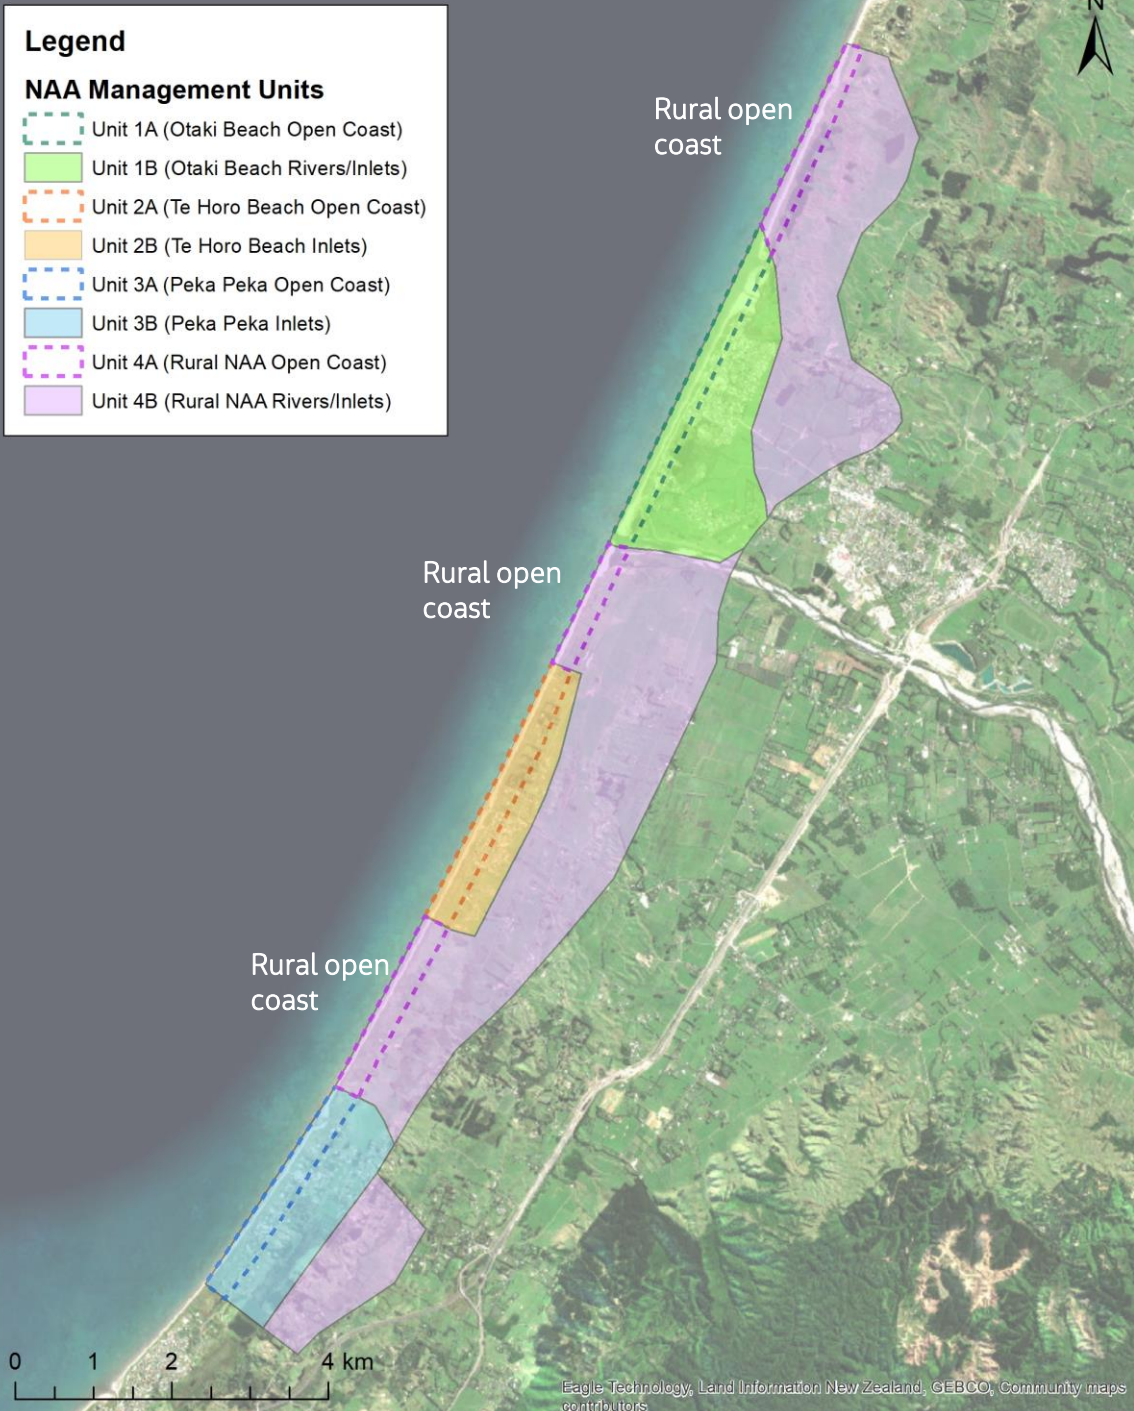 Legend
NAA Management Units
Unit 1A (Otaki Beach Open Coast)
Unit 1B (Otaki Beach Rivers/Inlets)
Unit 2A (Te Horo Beach Open Coast)
Unit 2B (Te Horo Beach Inlets)
Unit 3A (Peka Peka Open Coast)
Unit 3B (Peka Peka Inlets)
Unit 4A (Rural NAA Open Coast)
Unit 4B (Rural NAA Rivers/Inlets)
N
Rural open
coast
Rural open
coast
Rural open
coast
0 1 2 4 km
Eagle Technology, Land Information New Zealand, GEBCO, Community maps
contributors